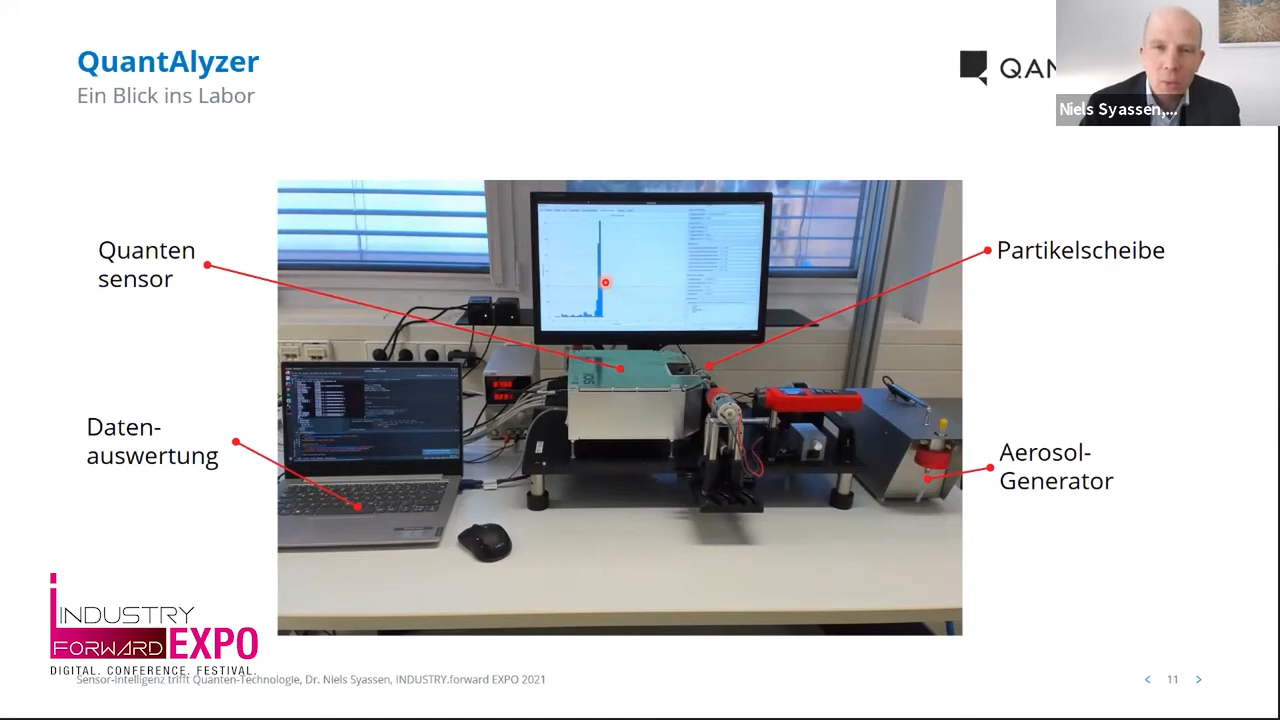 QuantAlyzer
Ein Blick ins Labor
QAN
Niels Syassen,...
Quanten
sensor
Partikelscheibe
SICK
Daten-
auswertung
Aerosol-
Generator
INDUSTRY
FORWARD EXPO
DIGITAL. CONFERENCE. FESTIVAL.
Sensor-Intelligenz trifft Quanten-Technologie, Dr. Niels Syassen, INDUSTRY.forward EXPO 2021
< 11 >